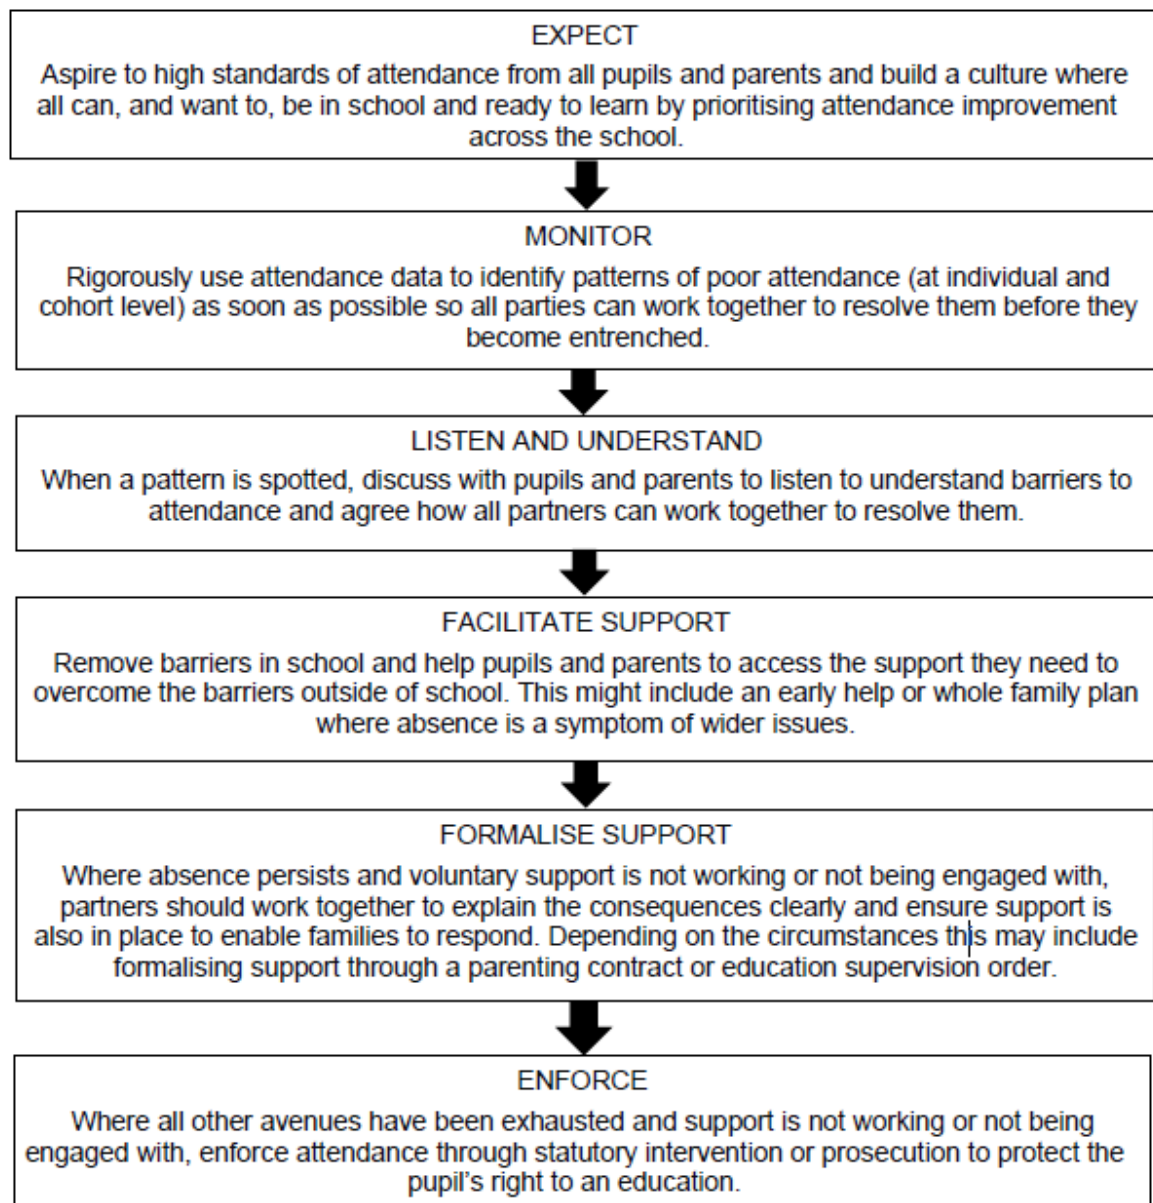 EXPECT
Aspire to high standards of attendance from all pupils and parents and build a culture where
all can, and want to, be in school and ready to learn by prioritising attendance improvement
across the school.
MONITOR
Rigorously use attendance data to identify patterns of poor attendance (at individual and
cohort level) as soon as possible so all parties can work together to resolve them before they
become entrenched.
LISTEN AND UNDERSTAND
When a pattern is spotted, discuss with pupils and parents to listen to understand barriers to
attendance and agree how all partners can work together to resolve them.
FACILITATE SUPPORT
Remove barriers in school and help pupils and parents to access the support they need to
overcome the barriers outside of school. This might include an early help or whole family plan
where absence is a symptom of wider issues.
FORMALISE SUPPORT
Where absence persists and voluntary support is not working or not being engaged with,
partners should work together to explain the consequences clearly and ensure support is
also in place to enable families to respond. Depending on the circumstances this may include
formalising support through a parenting contract or education supervision order.
ENFORCE
Where all other avenues have been exhausted and support is not working or not being
engaged with, enforce attendance through statutory intervention or prosecution to protect the
pupil's right to an education.